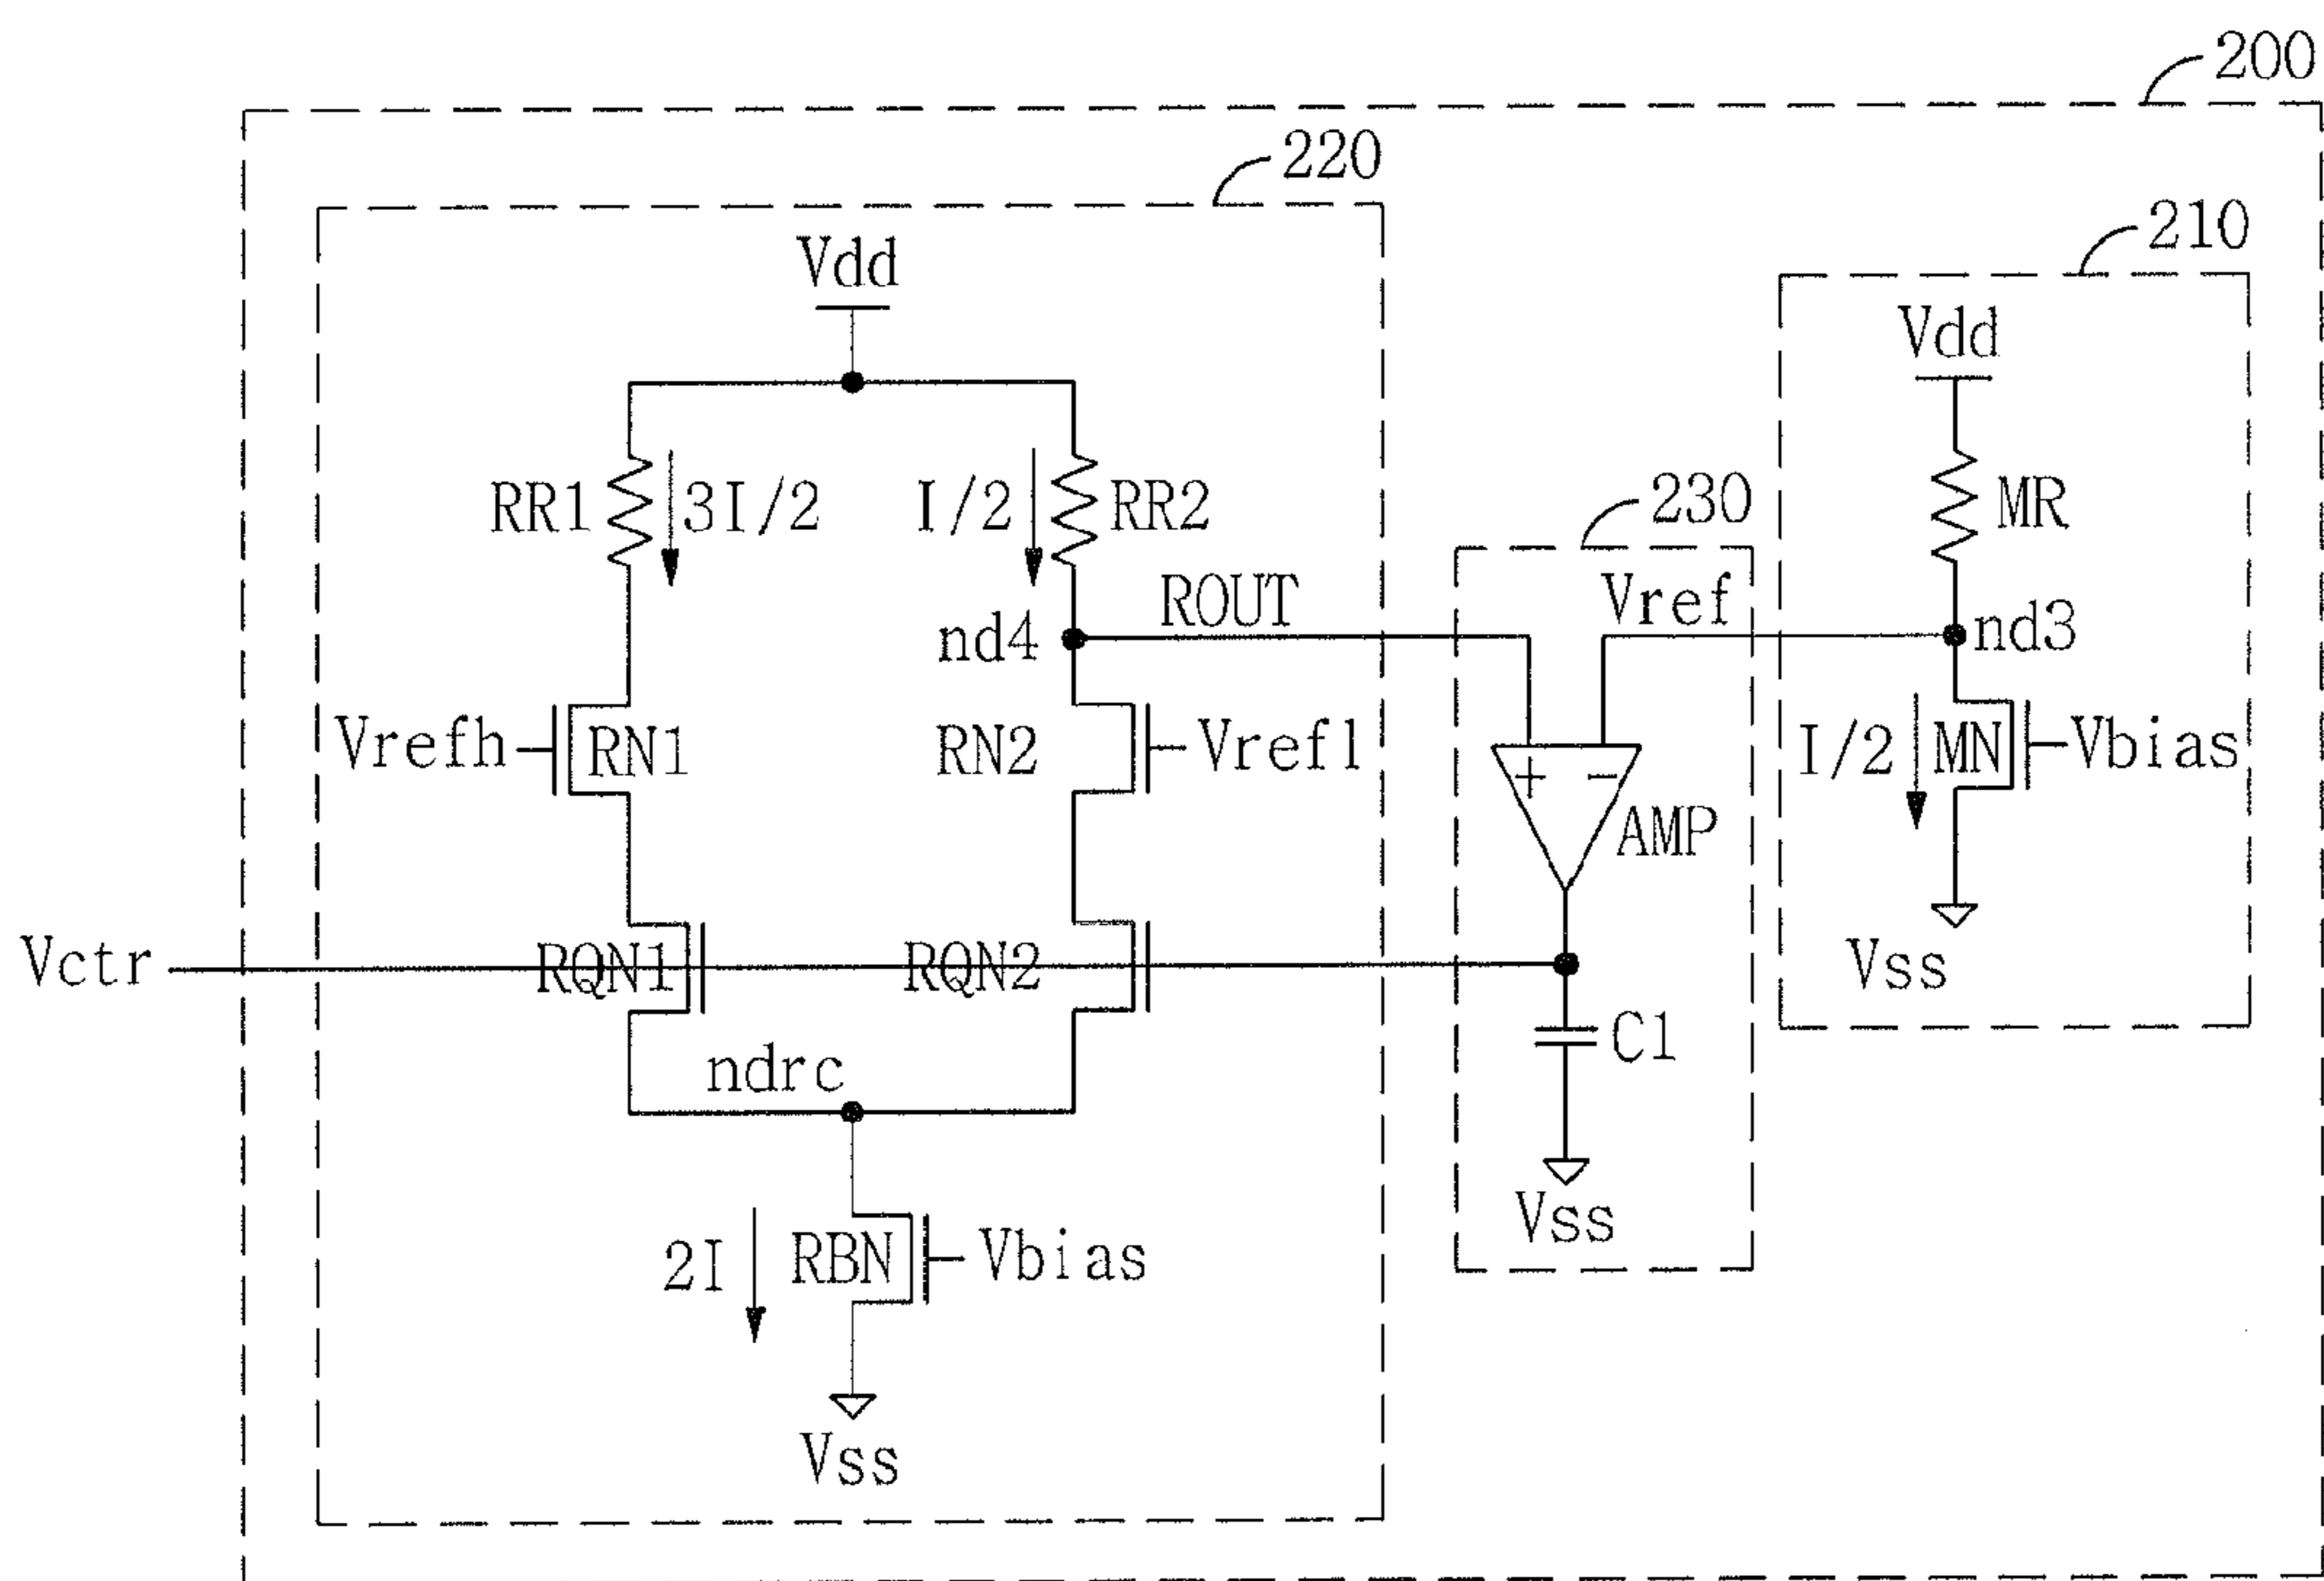 200
220
210
Vdd
Vdd
RR1
3I/2
I/2
RR2
230
MR
ROUT
Vref
nd4
nd3
Vrefh
RN1
RN2
Vrefl
I/2
MN
Vbias
+
−
AMP
Vctr
RQN1
RQN2
Vss
C1
ndrc
2I
RBN
Vbias
Vss
Vss